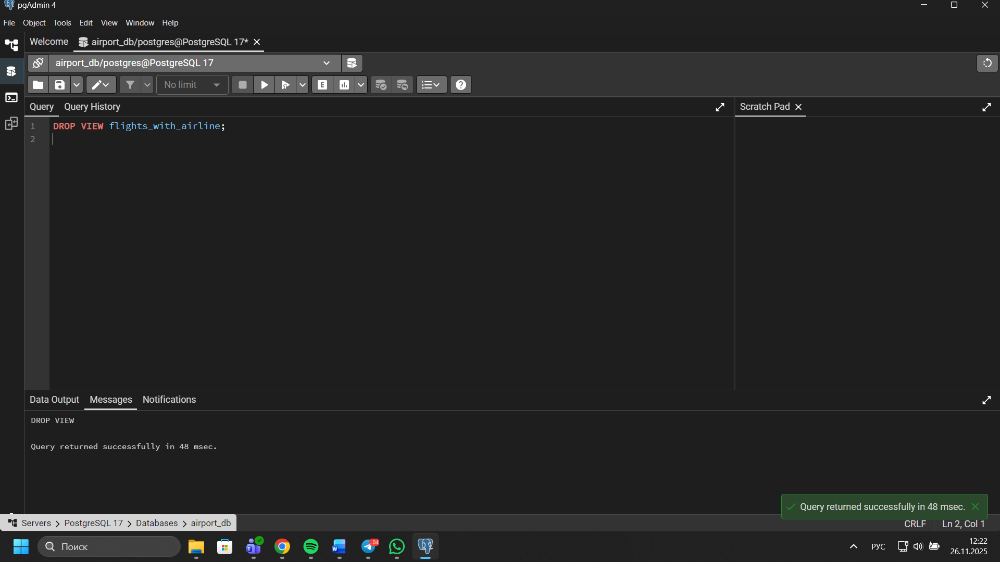 pgAdmin 4
File Object Tools Edit View Window Help
Welcome airport_db/postgres@PostgreSQL 17*
airport_db/postgres@PostgreSQL 17
No limit
E
Query Query History Scratch Pad
1 DROP VIEW flights_with_airline;
2
Data Output Messages Notifications
DROP VIEW
Query returned successfully in 48 msec.
Query returned successfully in 48 msec.
Servers > PostgreSQL 17 > Databases > airport_db
CRLF Ln 2, Col 1
Поиск
.04
РУС
12:22
26.11.2025